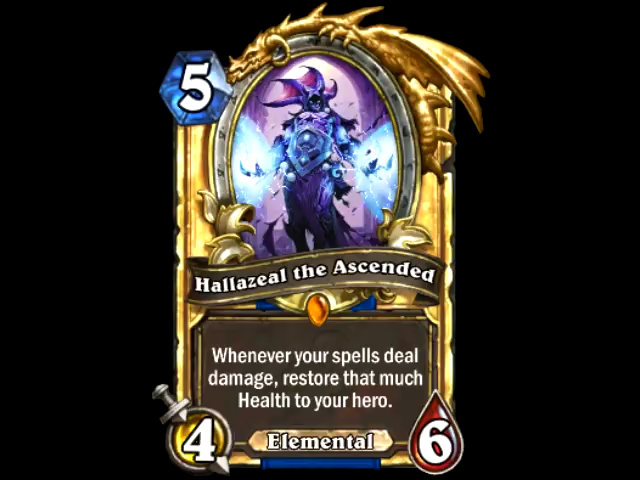 5
Hallazeal the Ascended
Whenever your spells deal
damage, restore that much
Health to your hero.
4
Elemental
6